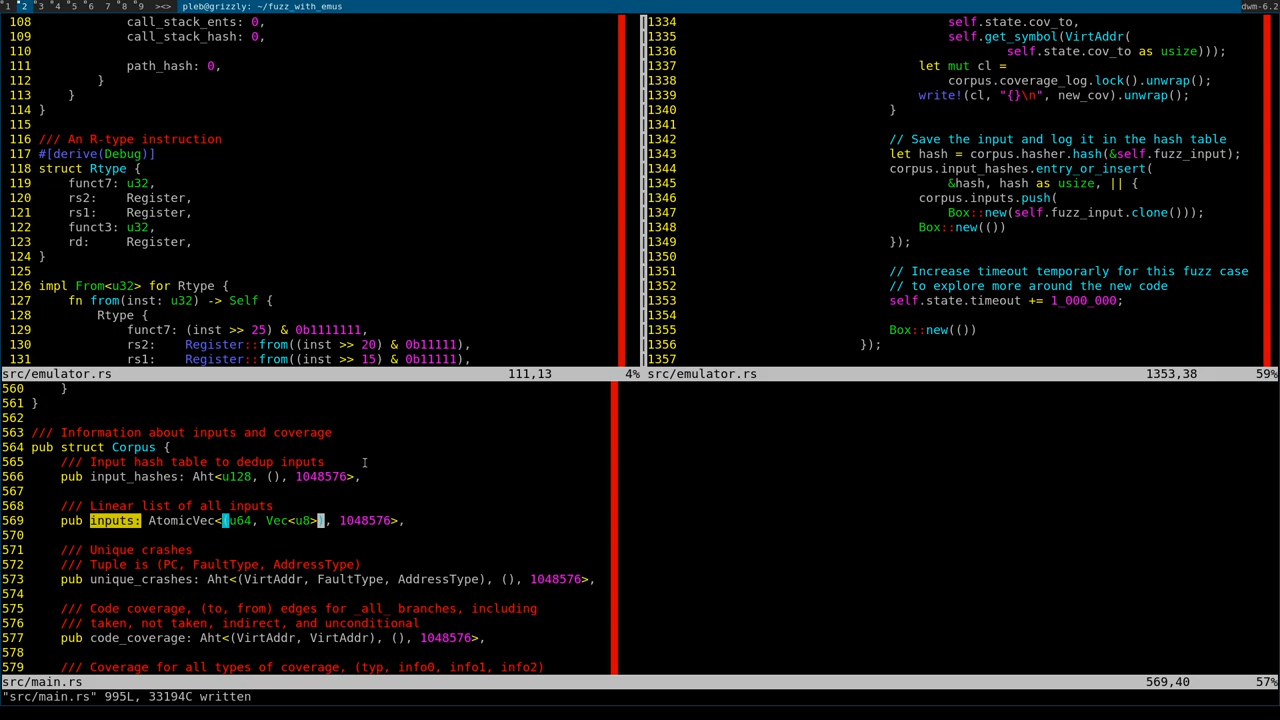 1 2 3 4 5 6 7 8 9 ><> pleb@grizzly: ~/fuzz_with_emus dwm-6.2
108 call_stack_ents: 0,
109 call_stack_hash: 0,
110
111 path_hash: 0,
112 }
113 }
114 }
115
116 /// An R-type instruction
117 #[derive(Debug)]
118 struct Rtype {
119 funct7: u32,
120 rs2: Register,
121 rs1: Register,
122 funct3: u32,
123 rd: Register,
124 }
125
126 impl From<u32> for Rtype {
127 fn from(inst: u32) -> Self {
128 Rtype {
129 funct7: (inst >> 25) & 0b1111111,
130 rs2: Register::from((inst >> 20) & 0b11111),
131 rs1: Register::from((inst >> 15) & 0b11111),
src/emulator.rs 111,13 4%
1334 self.state.cov_to,
1335 self.get_symbol(VirtAddr(
1336 self.state.cov_to as usize)));
1337 let mut cl =
1338 corpus.coverage_log.lock().unwrap();
1339 write!(cl, "{}\n", new_cov).unwrap();
1340 }
1341
1342 // Save the input and log it in the hash table
1343 let hash = corpus.hasher.hash(&self.fuzz_input);
1344 corpus.input_hashes.entry_or_insert(
1345 &hash, hash as usize, || {
1346 corpus.inputs.push(
1347 Box::new(self.fuzz_input.clone()));
1348 Box::new(())
1349 });
1350
1351 // Increase timeout temporarly for this fuzz case
1352 // to explore more around the new code
1353 self.state.timeout += 1_000_000;
1354
1355 Box::new(())
1356 });
1357
src/emulator.rs 1353,38 59%
560 }
561 }
562
563 /// Information about inputs and coverage
564 pub struct Corpus {
565 /// Input hash table to dedup inputs
566 pub input_hashes: Aht<u128, (), 1048576>,
567
568 /// Linear list of all inputs
569 pub inputs: AtomicVec<(u64, Vec<u8>), 1048576>,
570
571 /// Unique crashes
572 /// Tuple is (PC, FaultType, AddressType)
573 pub unique_crashes: Aht<(VirtAddr, FaultType, AddressType), (), 1048576>,
574
575 /// Code coverage, (to, from) edges for _all_ branches, including
576 /// taken, not taken, indirect, and unconditional
577 pub code_coverage: Aht<(VirtAddr, VirtAddr), (), 1048576>,
578
579 /// Coverage for all types of coverage, (typ, info0, info1, info2)
src/main.rs 569,40 57%
"src/main.rs" 995L, 33194C written